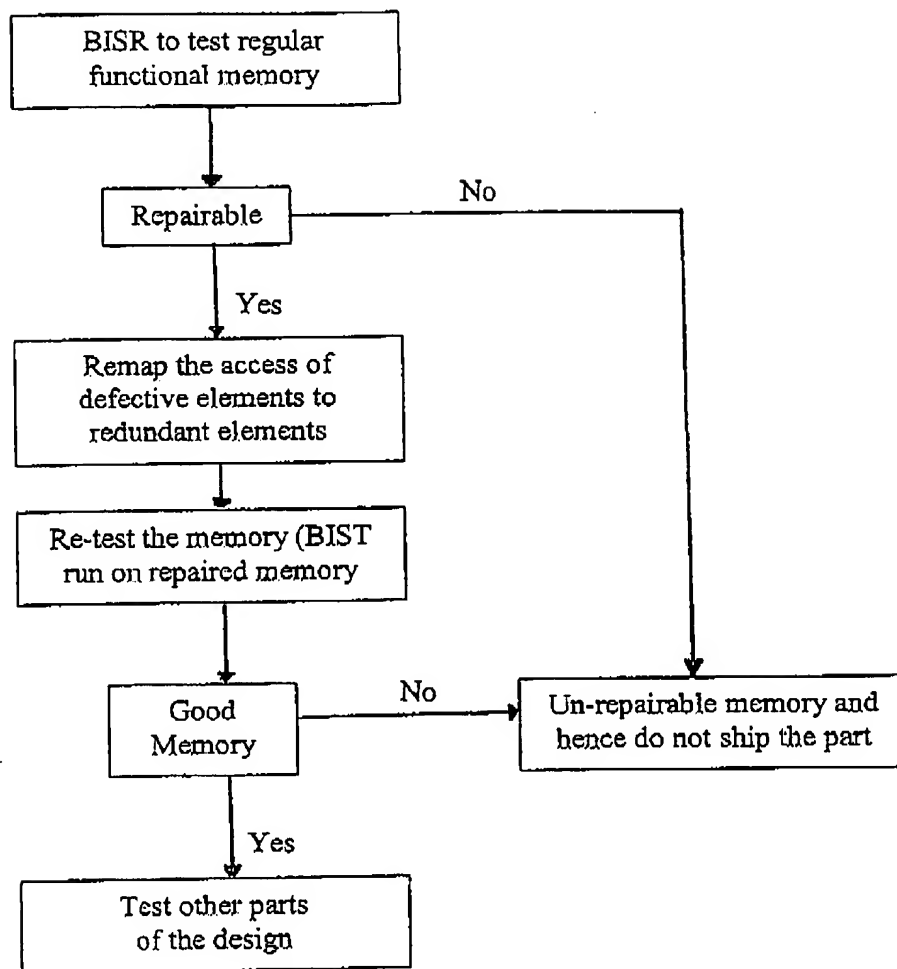 BISR to test regular
functional memory
Repairable
No
Yes
Remap the access of
defective elements to
redundant elements
Re-test the memory (BIST
run on repaired memory
Good
Memory
No
Un-repairable memory and
hence do not ship the part
Yes
Test other parts
of the design